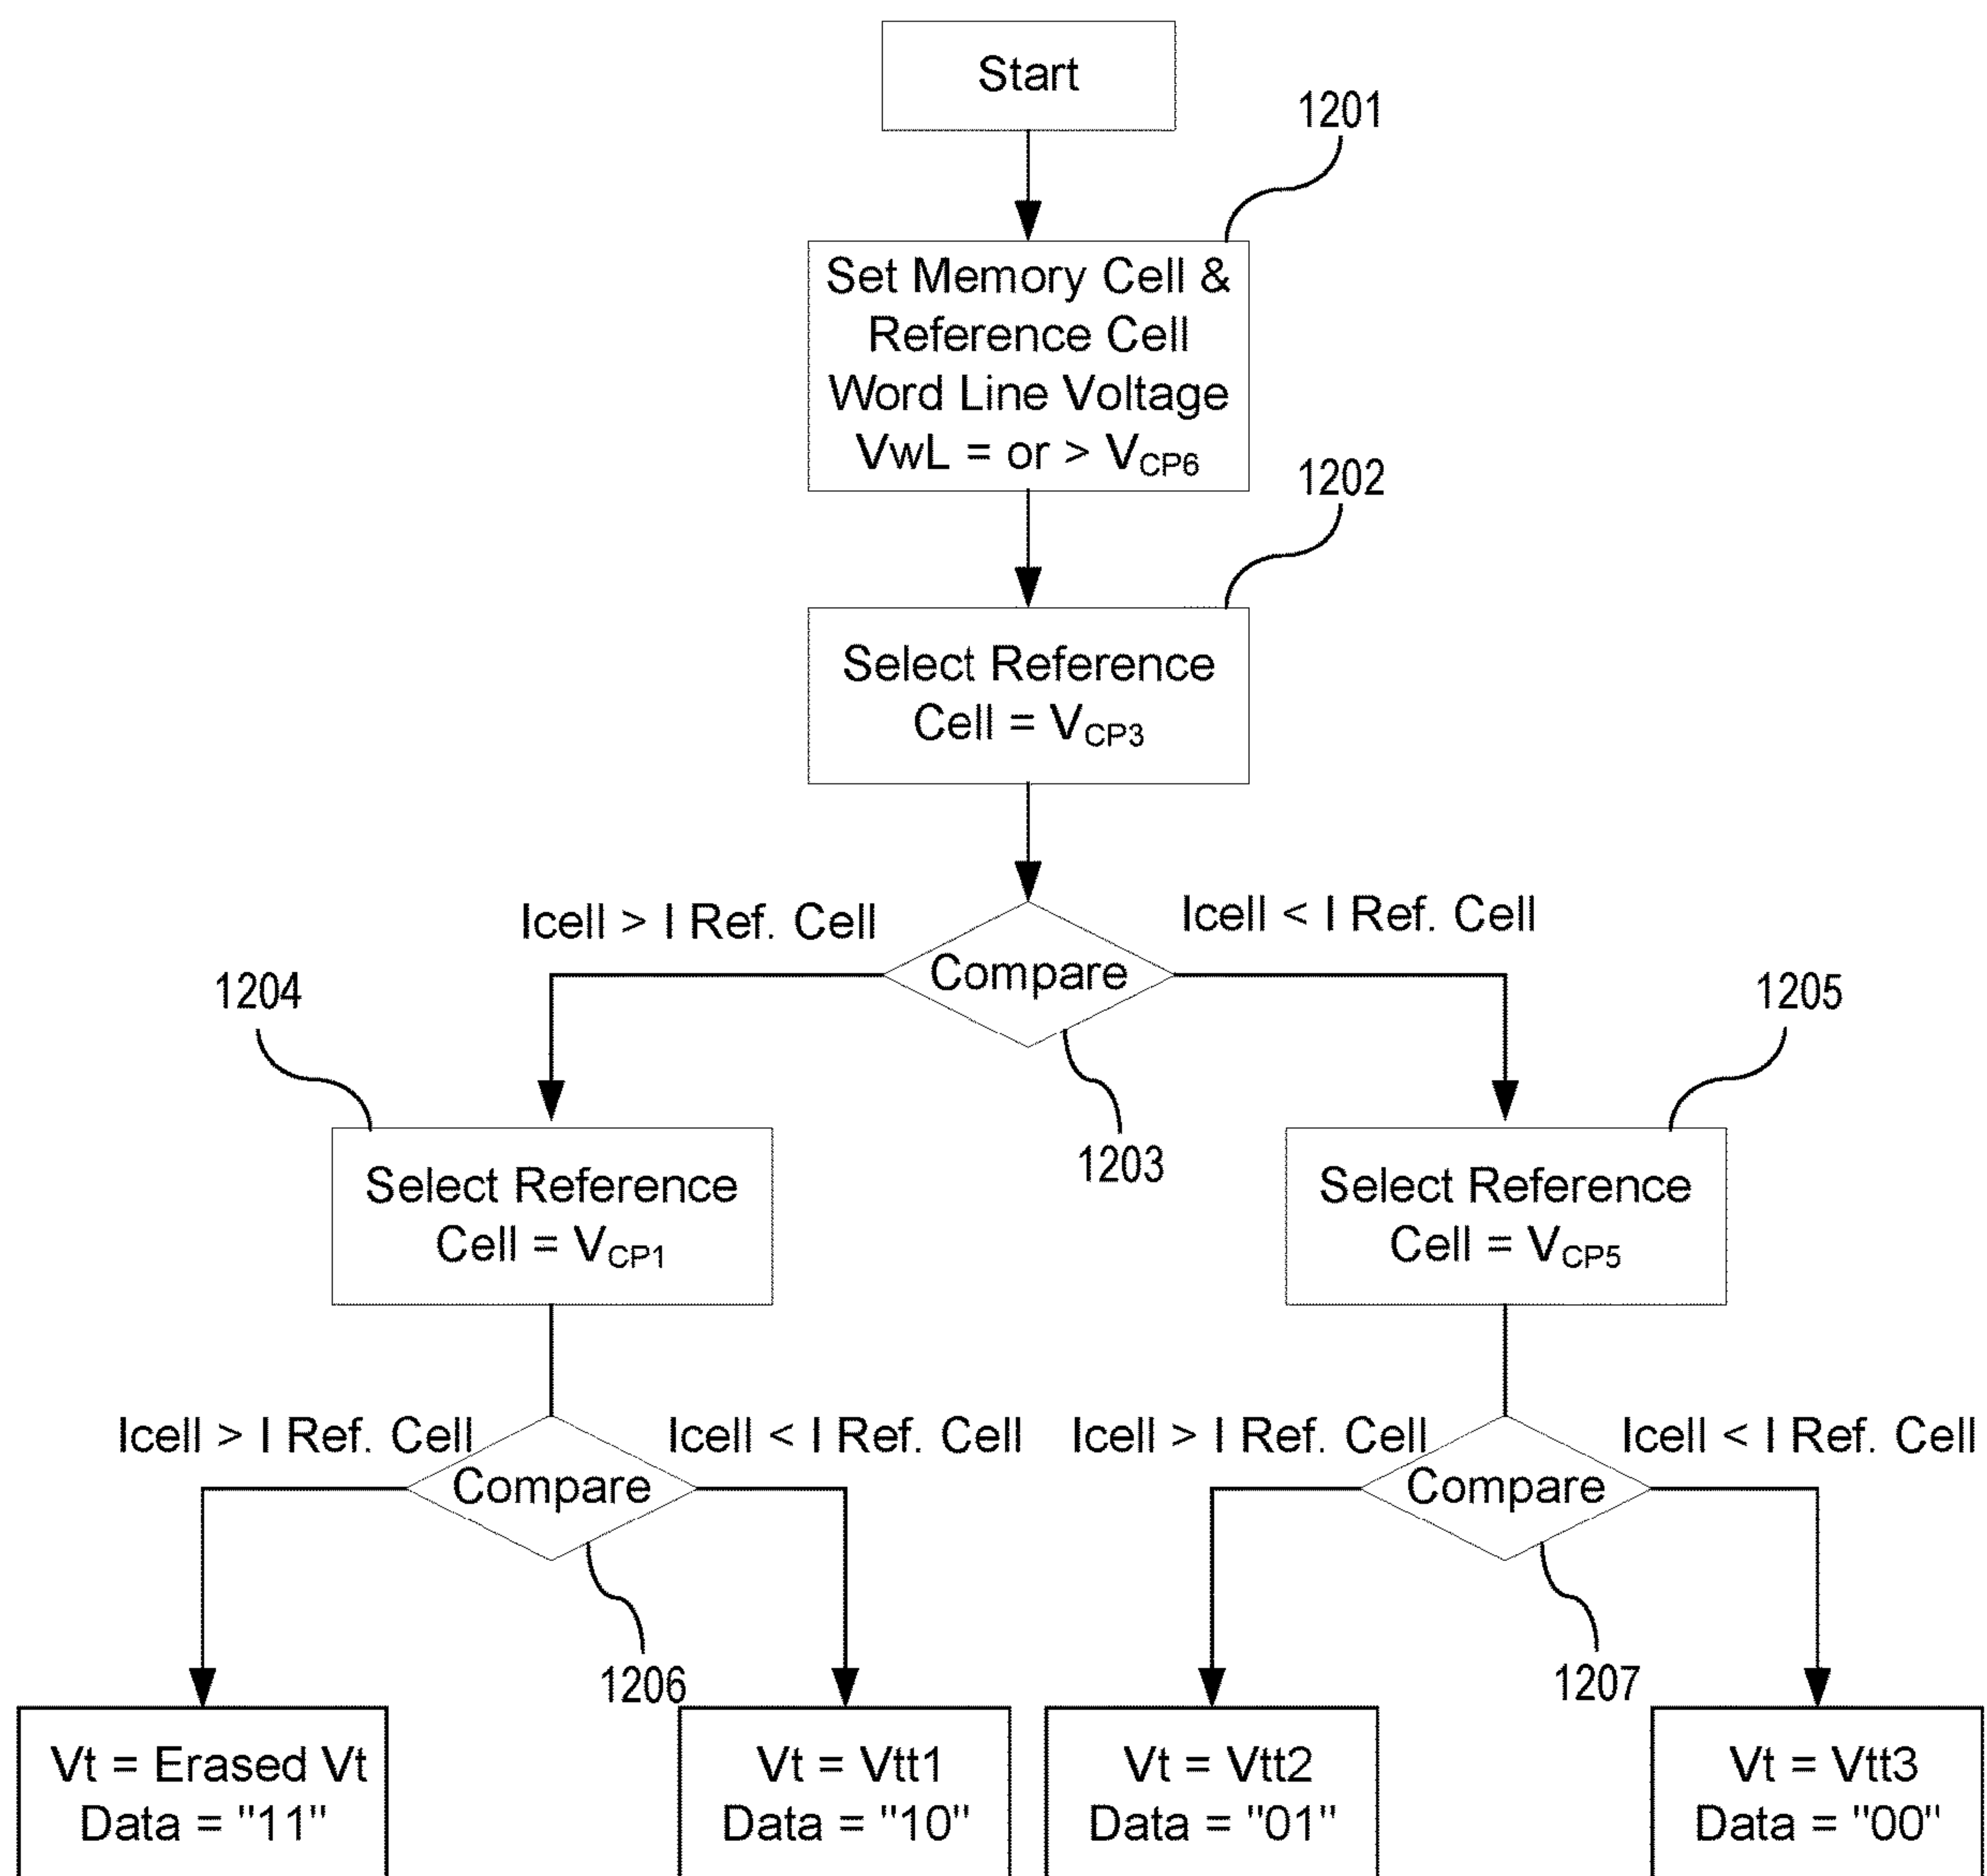 Start
1201
Set Memory Cell &
Reference Cell
Word Line Voltage
VwL = or > VCP6
1202
Select Reference
Cell = VCP3
Icell > I Ref. Cell
Icell < I Ref. Cell
Compare
1203
1204
1205
Select Reference
Cell = VCP1
Select Reference
Cell = VCP5
Icell > I Ref. Cell
Icell < I Ref. Cell
Compare
1206
Icell > I Ref. Cell
Icell < I Ref. Cell
Compare
1207
Vt = Erased Vt
Data = "11"
Vt = Vtt1
Data = "10"
Vt = Vtt2
Data = "01"
Vt = Vtt3
Data = "00"